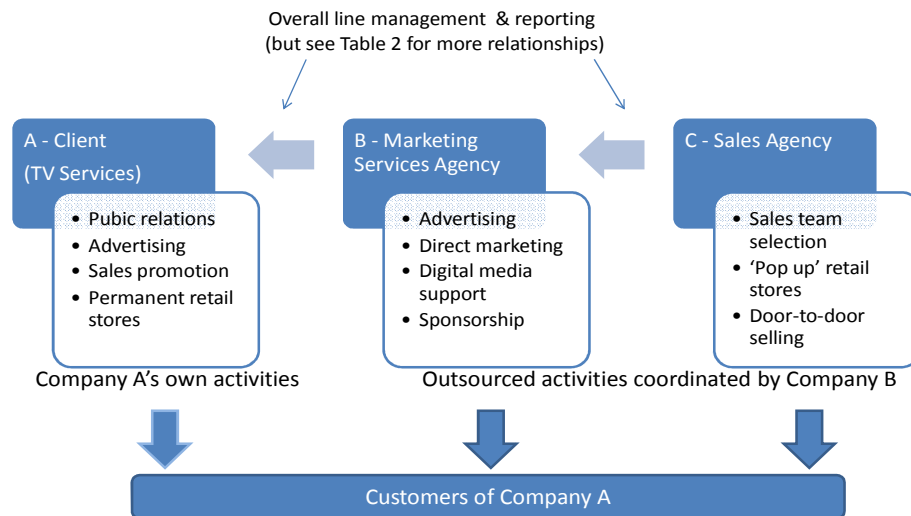 Overall line management & reporting
(but see Table 2 for more relationships)
A - Client
(TV Services)
• Pubic relations
• Advertising
• Sales promotion
• Permanent retail
stores
B - Marketing
Services Agency
• Advertising
• Direct marketing
• Digital media
support
• Sponsorship
C - Sales Agency
• Sales team
selection
• ‘Pop up’ retail
stores
• Door-to-door
selling
Company A’s own activities
Outsourced activities coordinated by Company B
Customers of Company A